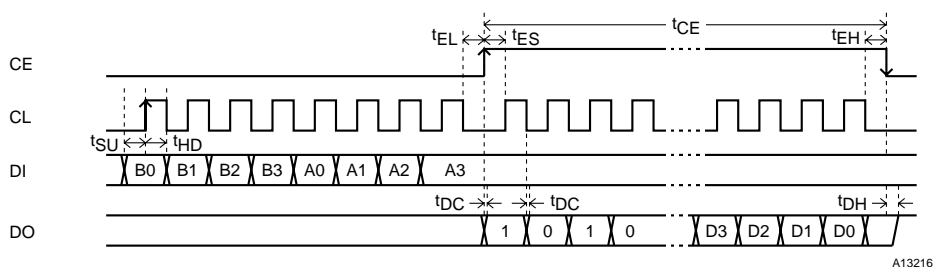 tCE
tEL tES tEH
CE
CL
tSU tHD
DI B0 B1 B2 B3 A0 A1 A2 A3
tDC tDC tDH
DO 1 0 1 0 D3 D2 D1 D0
A13216